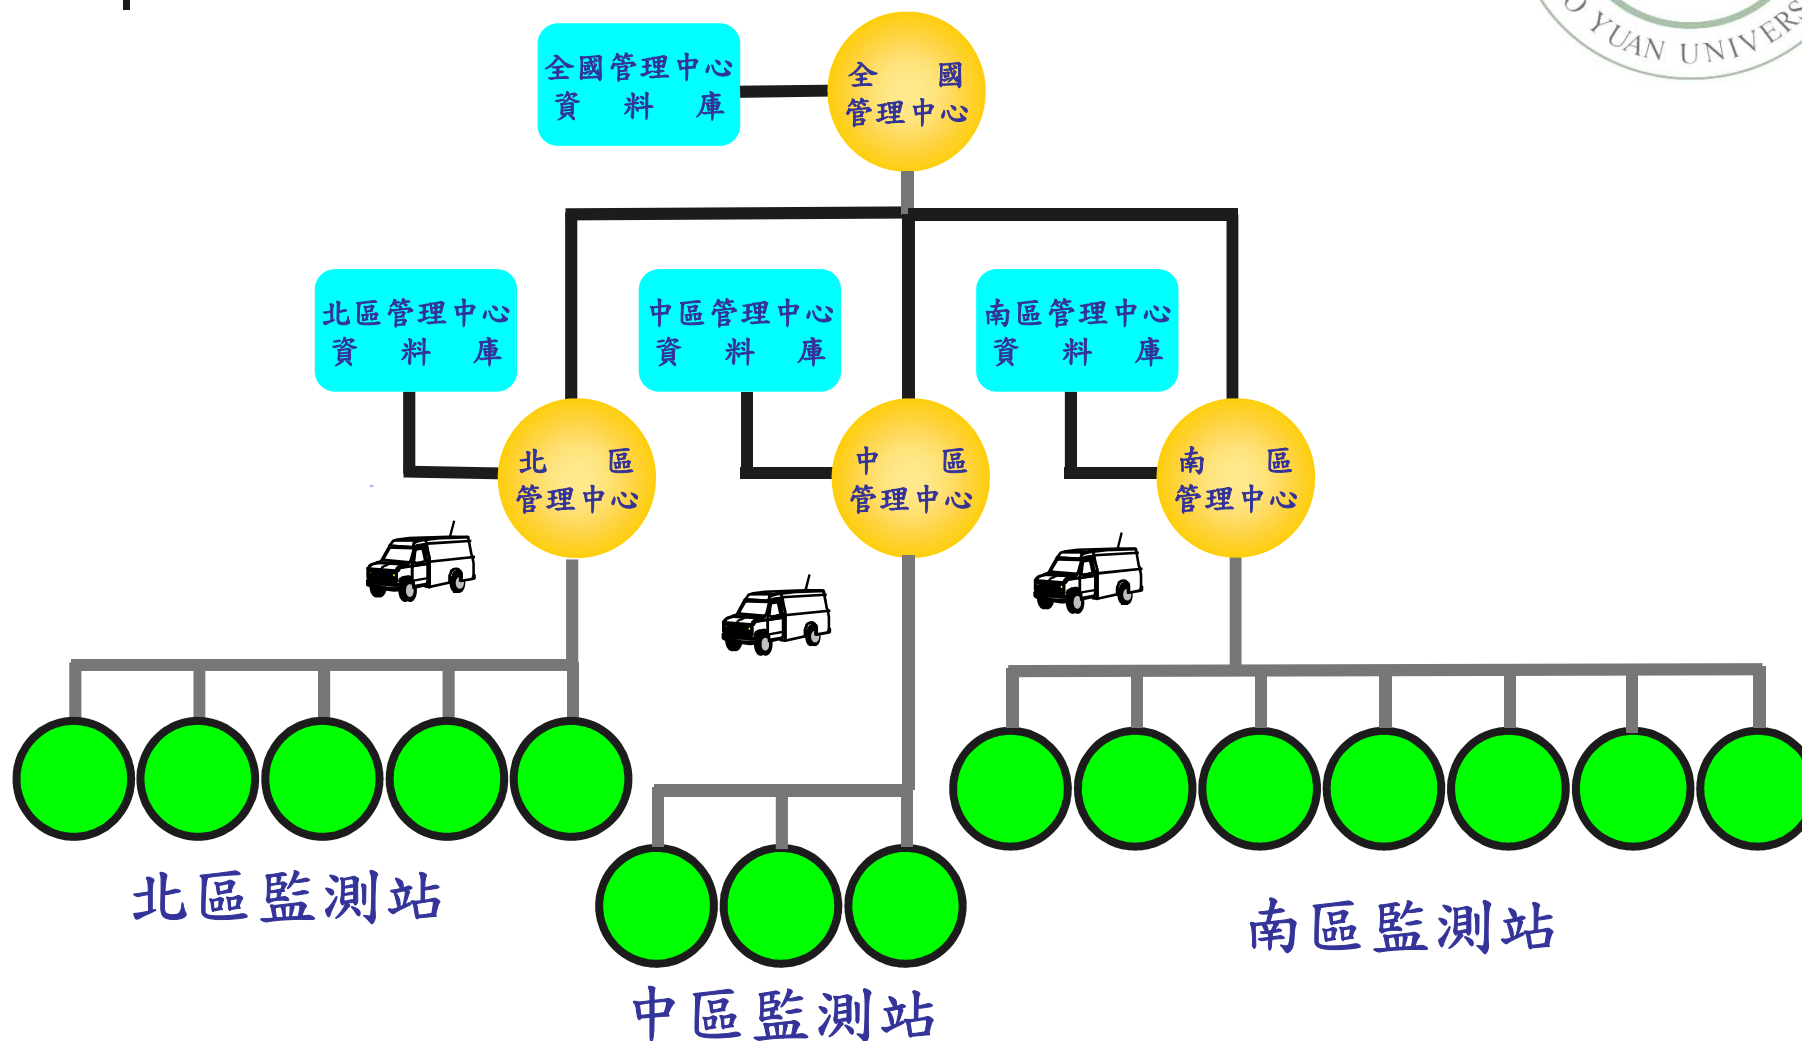 O YUAN UNIVERS
全國管理中心
資料庫
全國
管理中心
北區管理中心
資料庫
中區管理中心
資料庫
南區管理中心
資料庫
北區
管理中心
中區
管理中心
南區
管理中心
北區監測站
南區監測站
中區監測站